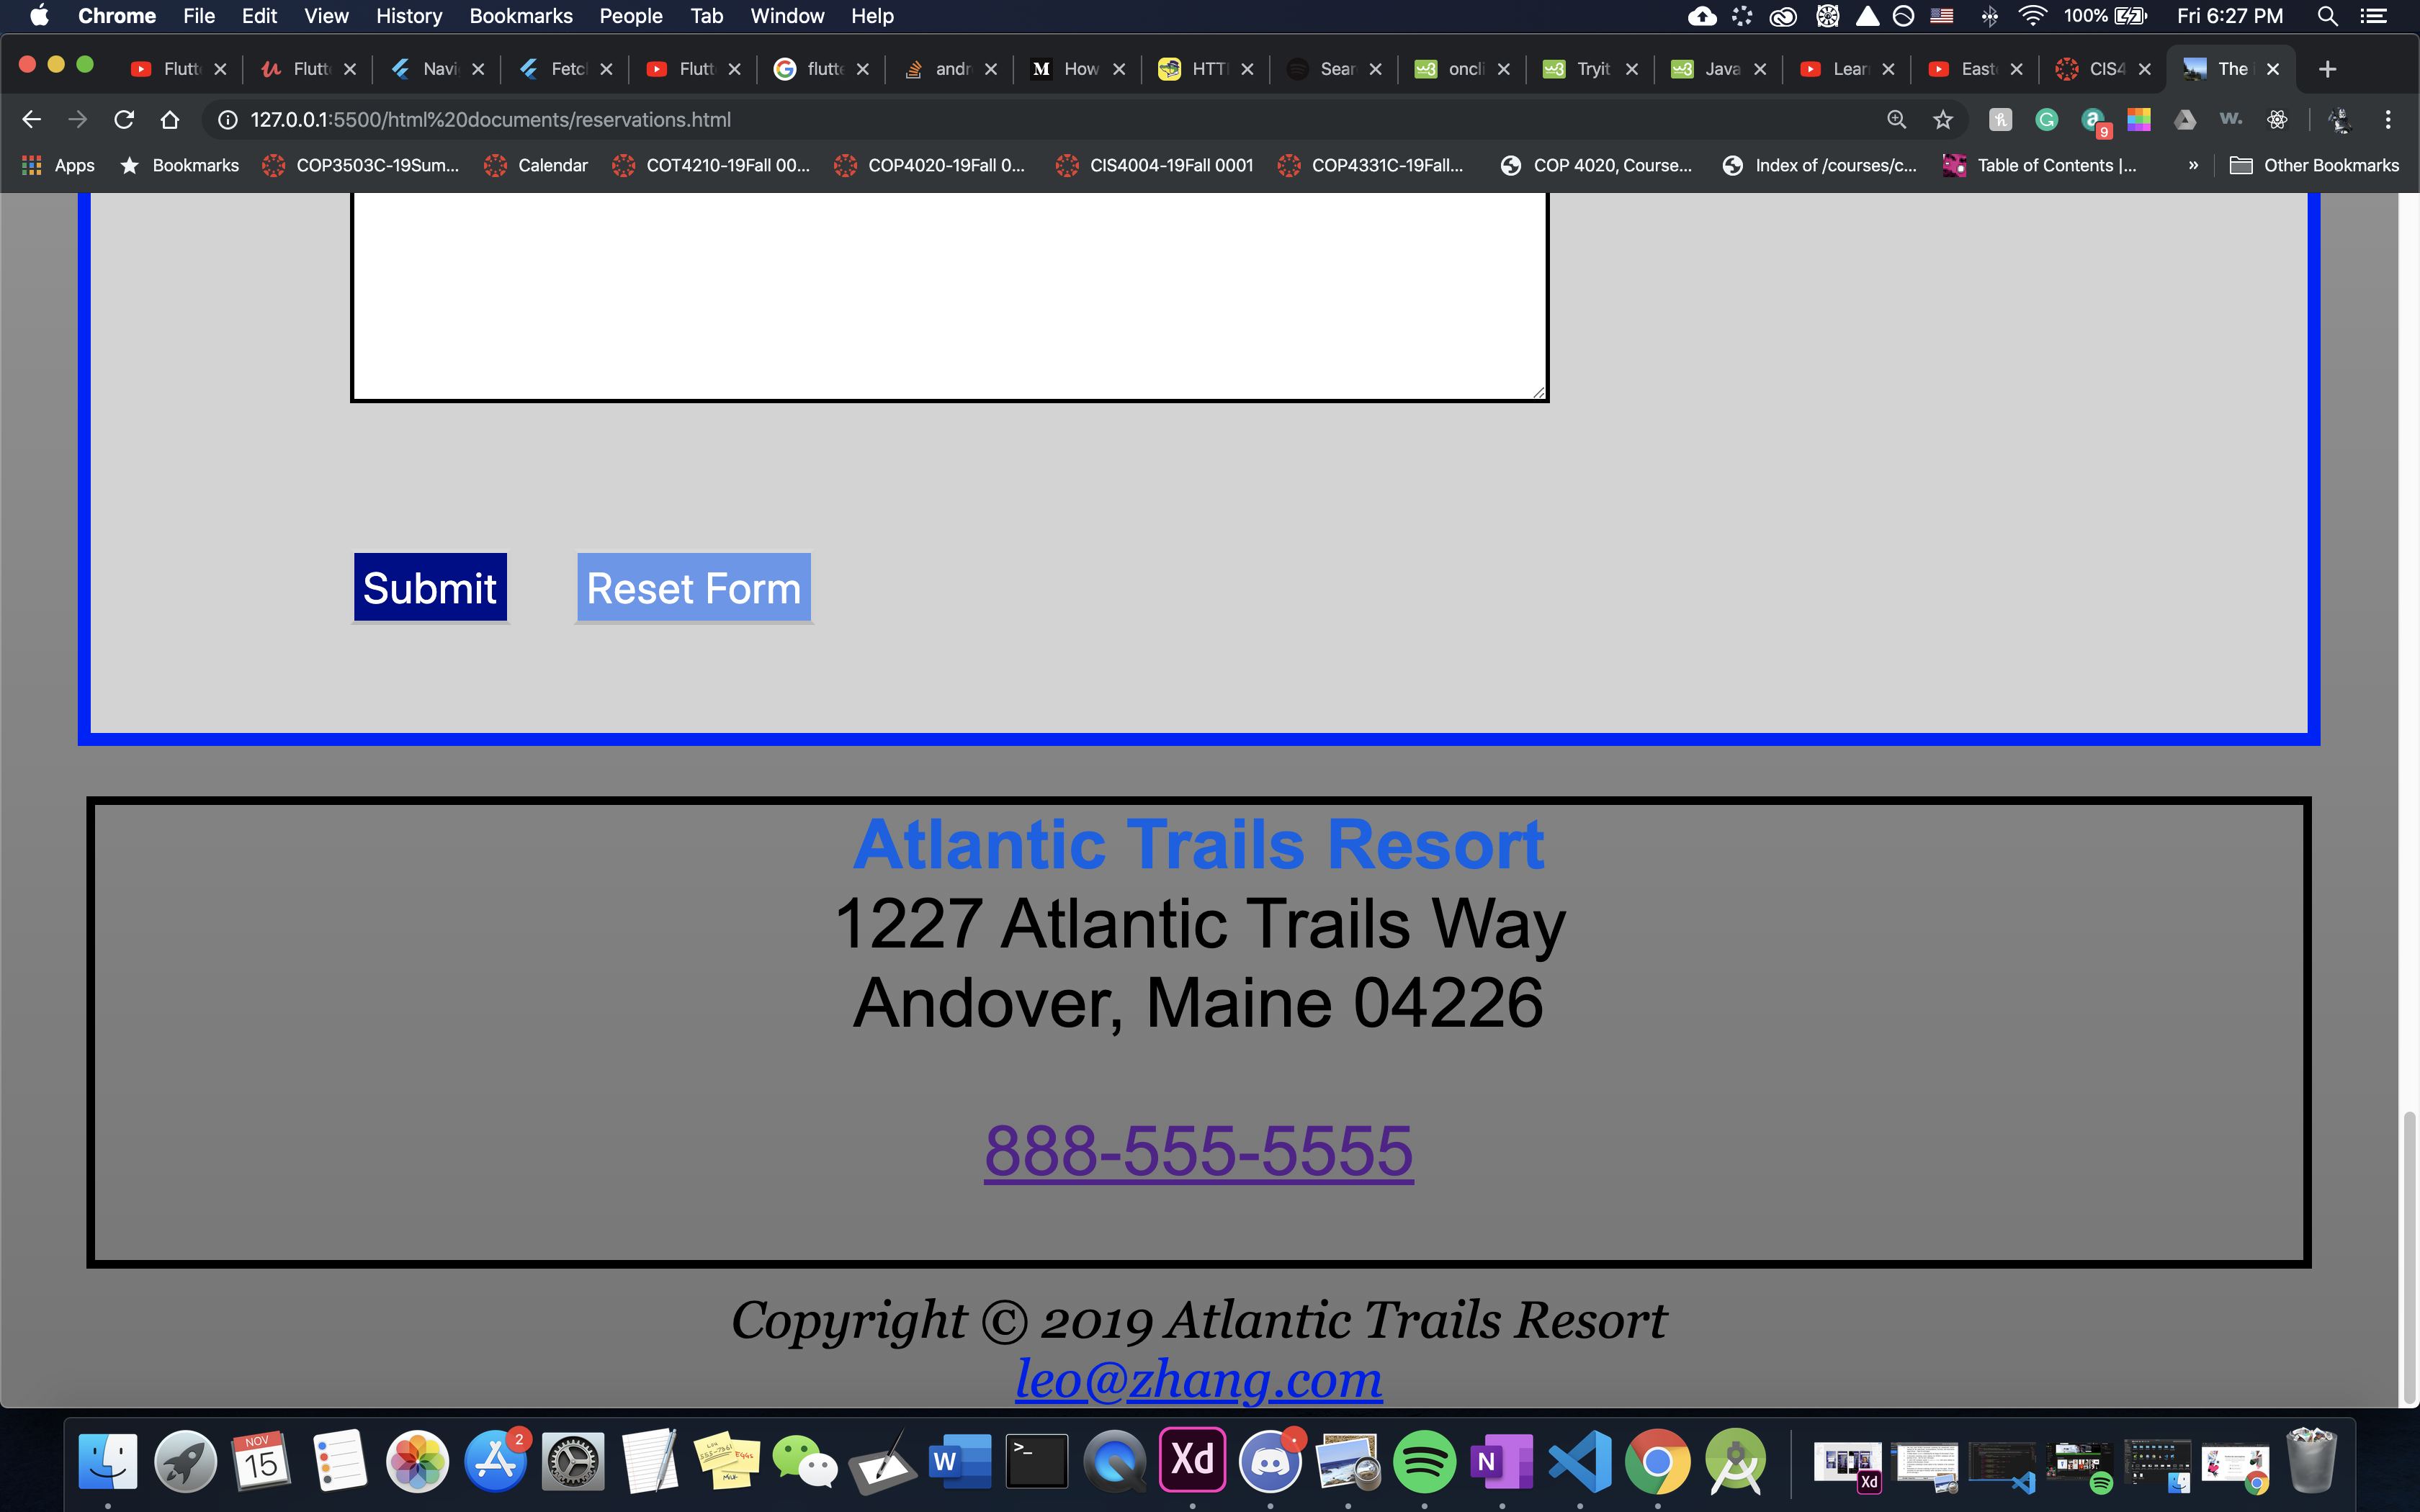 Chrome File Edit View History Bookmarks People Tab Window Help 100% Fri 6:27 PM
Flutt Flutt Navi Fetcl Flutt flutte andr How HTTI Sear oncli Tryit Java Lear East CIS4 The
127.0.0.1:5500/html%20documents/reservations.html 9
Apps Bookmarks COP3503C-19Sum... Calendar COT4210-19Fall 00... COP4020-19Fall 0... CIS4004-19Fall 0001 COP4331C-19Fall... COP 4020, Course... Index of /courses/c... Table of Contents |... » Other Bookmarks
Submit Reset Form
Atlantic Trails Resort
1227 Atlantic Trails Way
Andover, Maine 04226
888-555-5555
Copyright © 2019 Atlantic Trails Resort
leo@zhang.com
NOV
15
2
W
>_
Xd
N
Xd